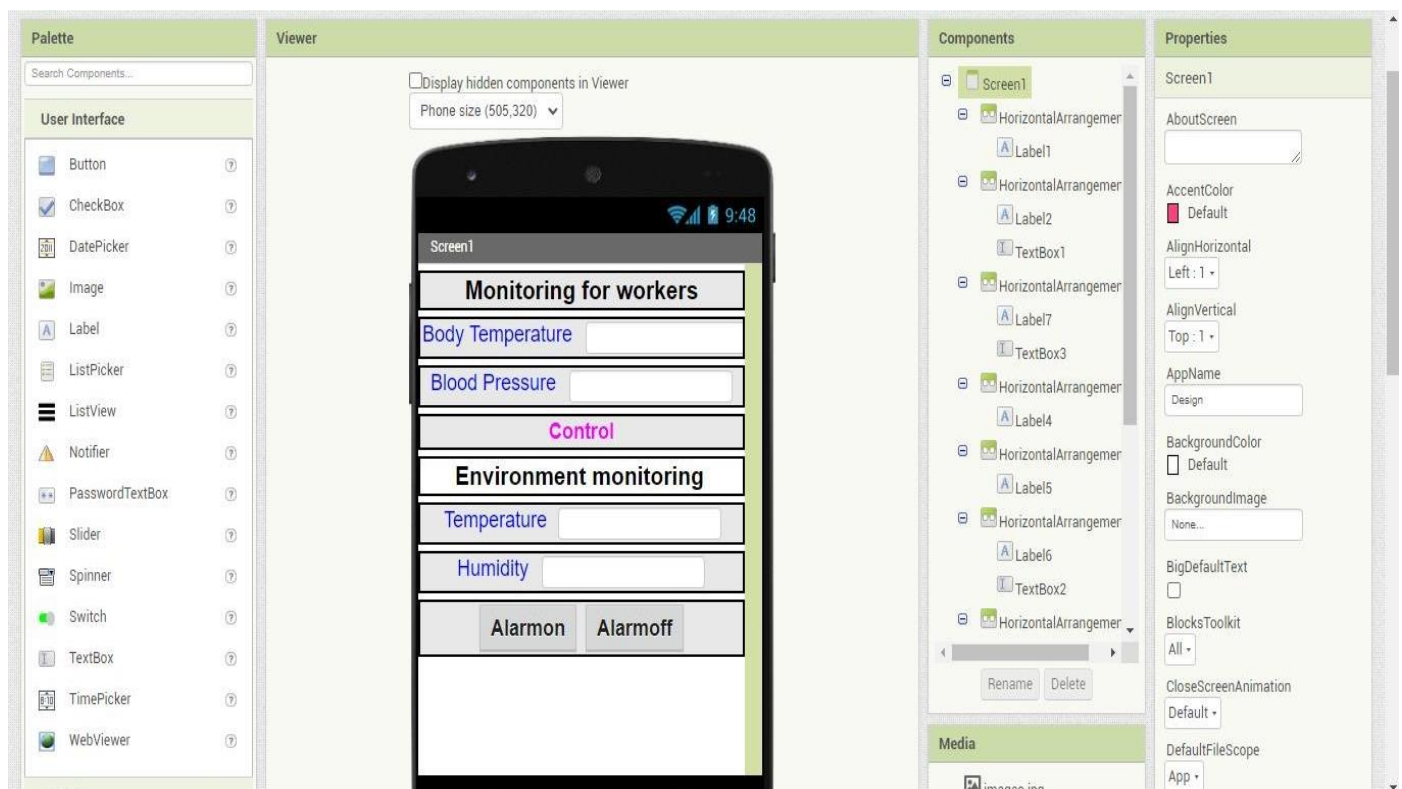 Palette
Search Components...
User Interface
Button
CheckBox
DatePicker
Image
Label
ListPicker
ListView
Notifier
PasswordTextBox
Slider
Spinner
Switch
TextBox
TimePicker
WebViewer
Viewer
Display hidden components in Viewer
Phone size (505,320)
9:48
Screen1
Monitoring for workers
Body Temperature
Blood Pressure
Control
Environment monitoring
Temperature
Humidity
Alarmon Alarmoff
Components
Screen1
HorizontalArrangemer
Label1
HorizontalArrangemer
Label2
TextBox1
HorizontalArrangemer
Label7
TextBox3
HorizontalArrangemer
Label4
HorizontalArrangemer
Label5
HorizontalArrangemer
Label6
TextBox2
HorizontalArrangemer
Rename Delete
Media
Properties
Screen1
AboutScreen
AccentColor
Default
AlignHorizontal
Left : 1
AlignVertical
Top : 1
AppName
Design
BackgroundColor
Default
BackgroundImage
None...
BigDefaultText
BlocksToolkit
All
CloseScreenAnimation
Default
DefaultFileScope
App